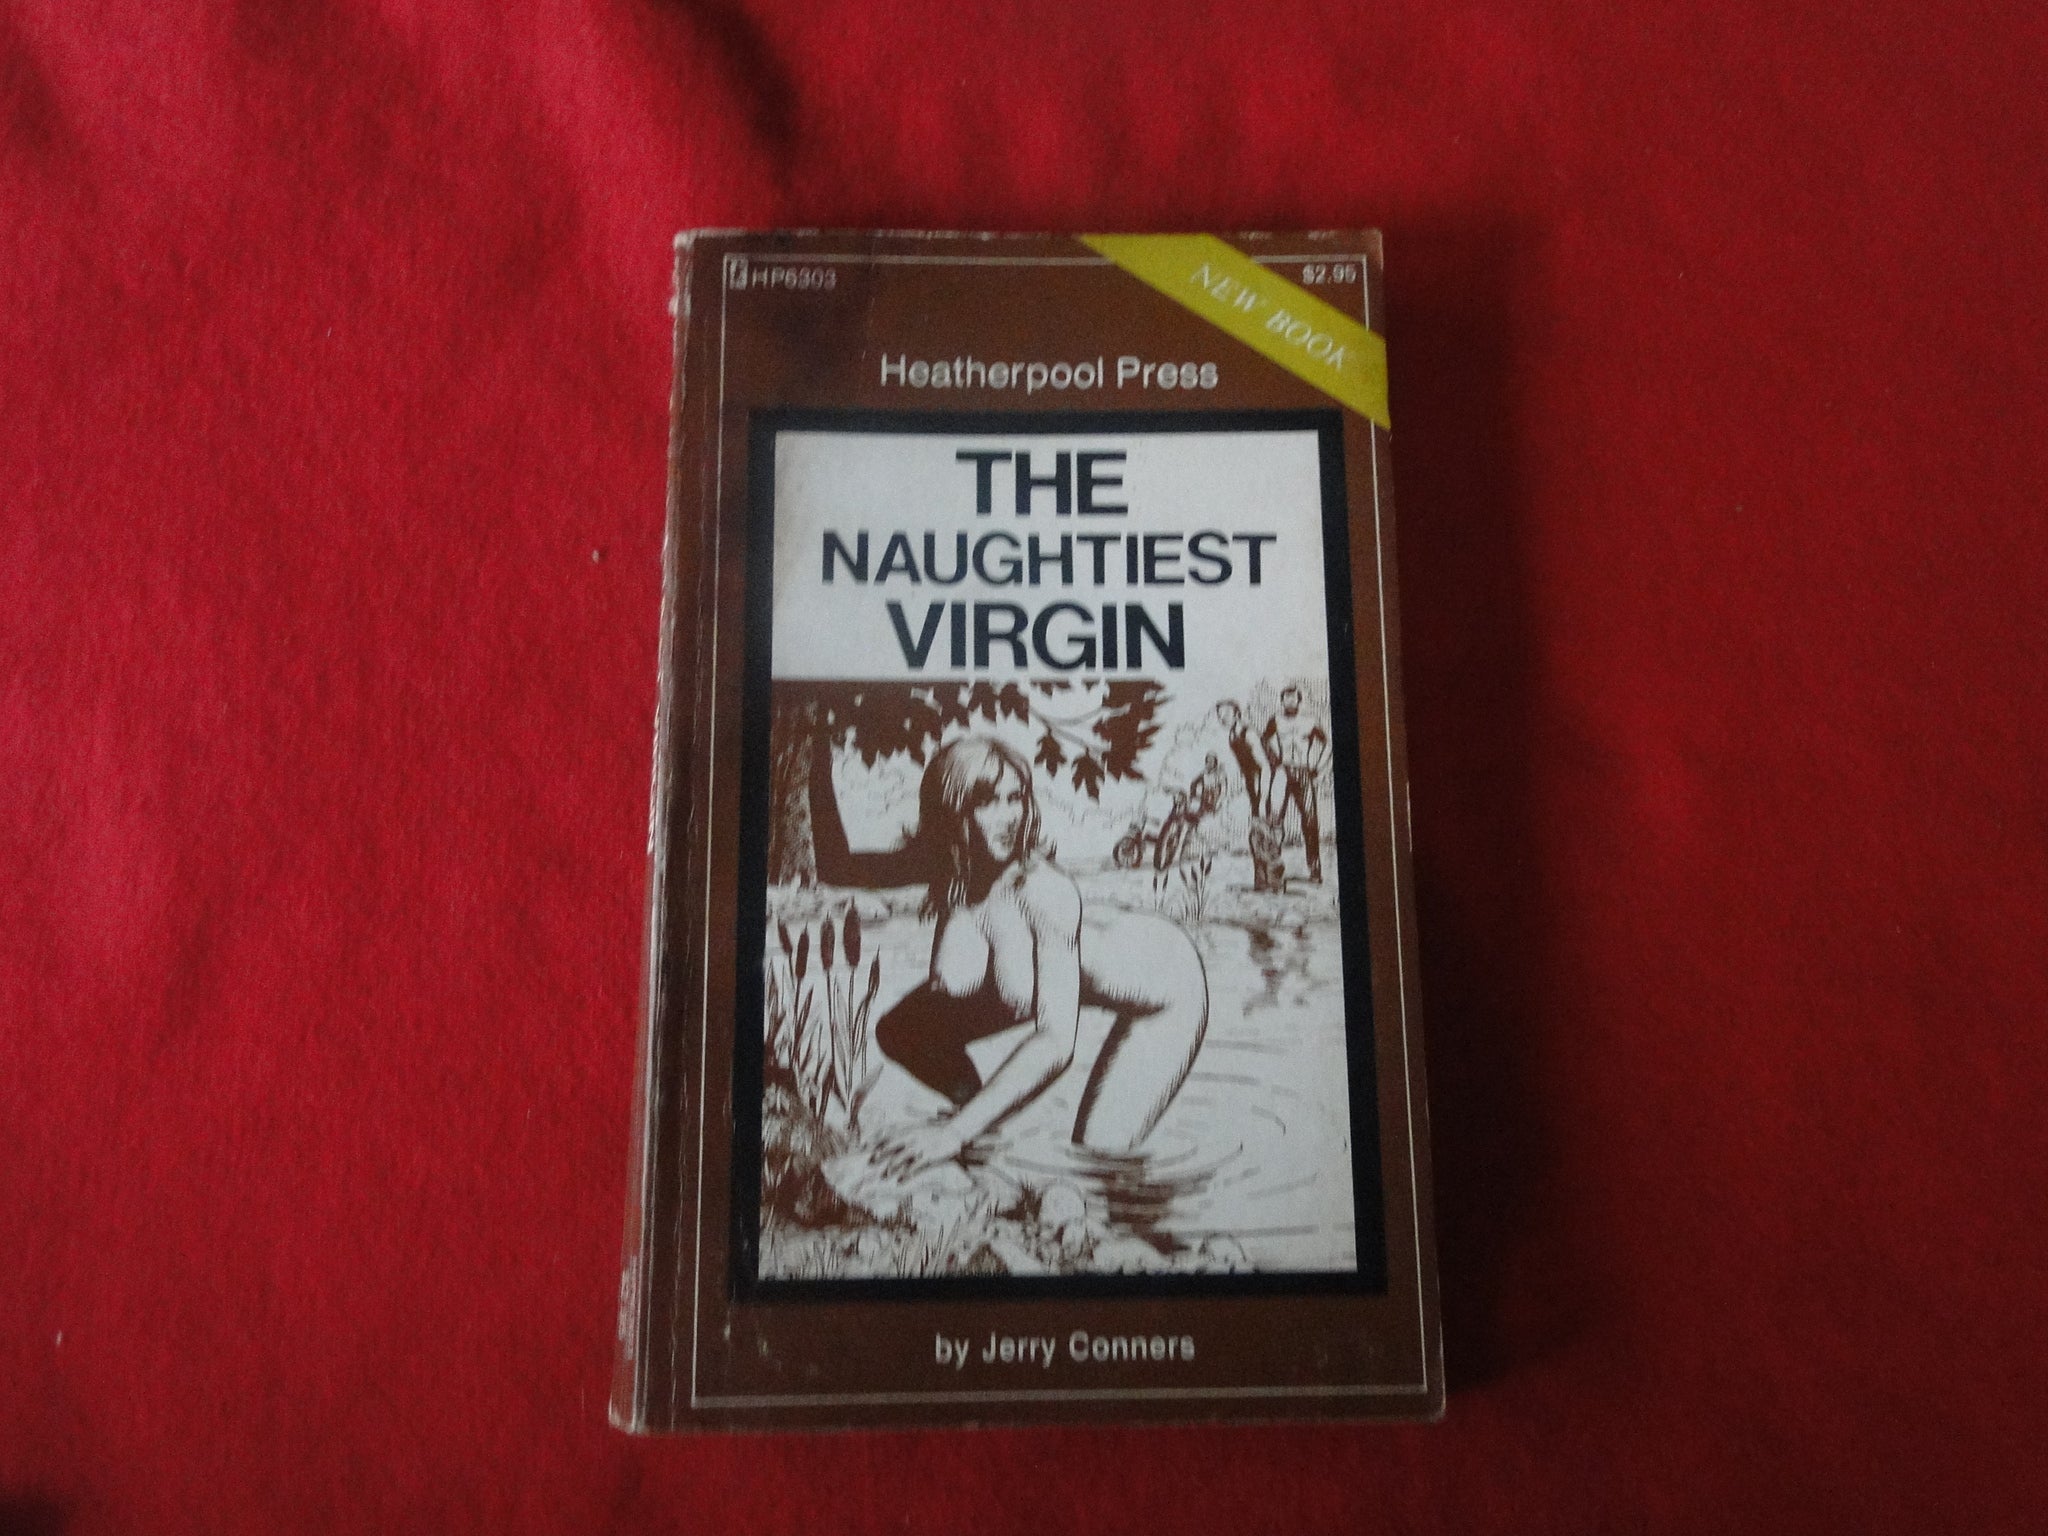 HP6303
$2.95
NEW BOOK
Heatherpool Press
THE
NAUGHTIEST
VIRGIN
by Jerry Conners